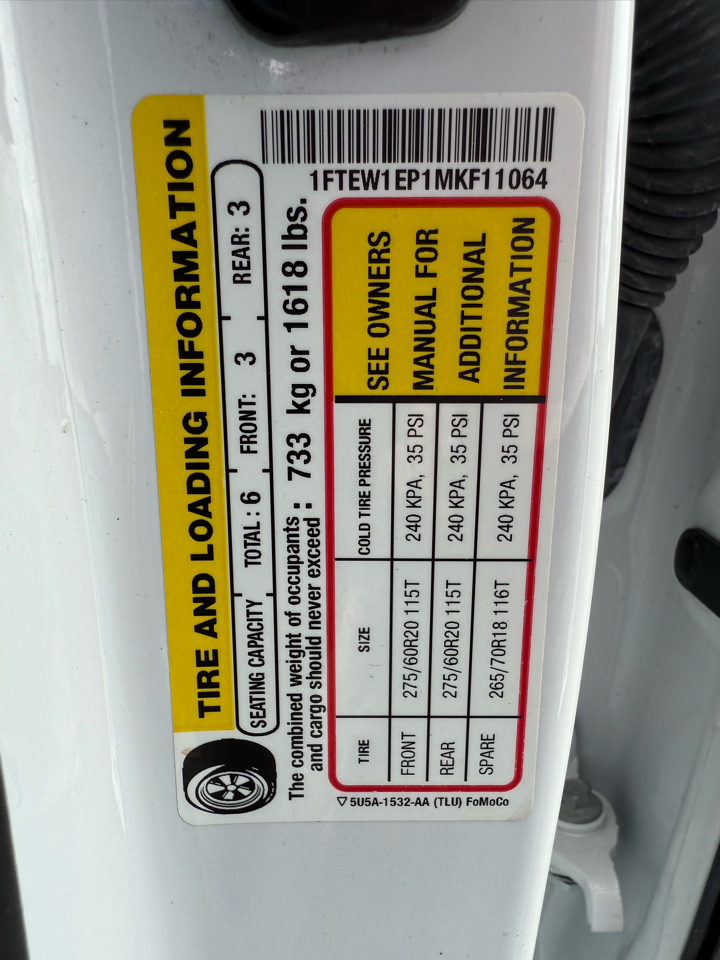 TIRE AND LOADING INFORMATION
1FTEW1EP1MKF11064
SEATING CAPACITY TOTAL : 6 FRONT: 3 REAR: 3
The combined weight of occupants
and cargo should never exceed : 733 kg or 1618 lbs.
TIRE SIZE COLD TIRE PRESSURE
FRONT 275/60R20 115T 240 KPA, 35 PSI
REAR 275/60R20 115T 240 KPA, 35 PSI
SPARE 265/70R18 116T 240 KPA, 35 PSI
SEE OWNERS
MANUAL FOR
ADDITIONAL
INFORMATION
5U5A-1532-AA (TLU) FoMoCo